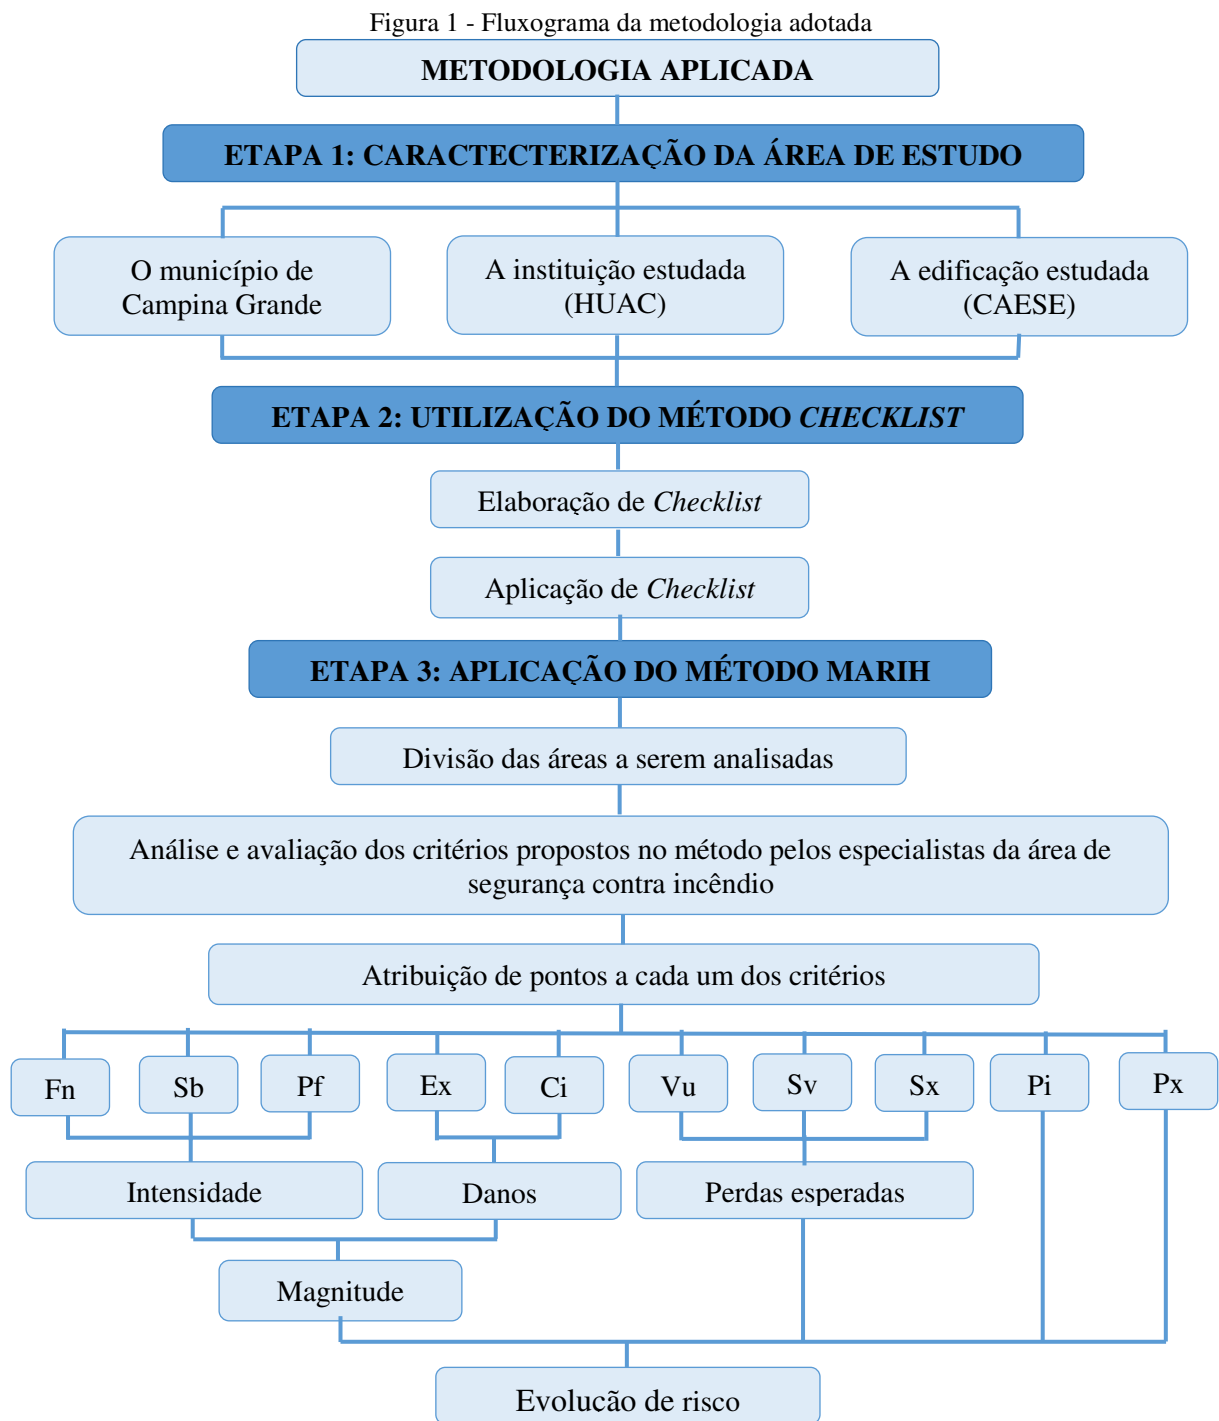 Figura 1 - Fluxograma da metodologia adotada
METODOLOGIA APLICADA
ETAPA 1: CARACTECTERIZAÇÃO DA ÁREA DE ESTUDO
O município de
Campina Grande
A instituição estudada
(HUAC)
A edificação estudada
(CAESE)
ETAPA 2: UTILIZAÇÃO DO MÉTODO CHECKLIST
Elaboração de Checklist
Aplicação de Checklist
ETAPA 3: APLICAÇÃO DO MÉTODO MARIH
Divisão das áreas a serem analisadas
Análise e avaliação dos critérios propostos no método pelos especialistas da área de
segurança contra incêndio
Atribuição de pontos a cada um dos critérios
Fn
Sb
Pf
Ex
Ci
Vu
Sv
Sx
Pi
Px
Intensidade
Danos
Perdas esperadas
Magnitude
Evolução de risco